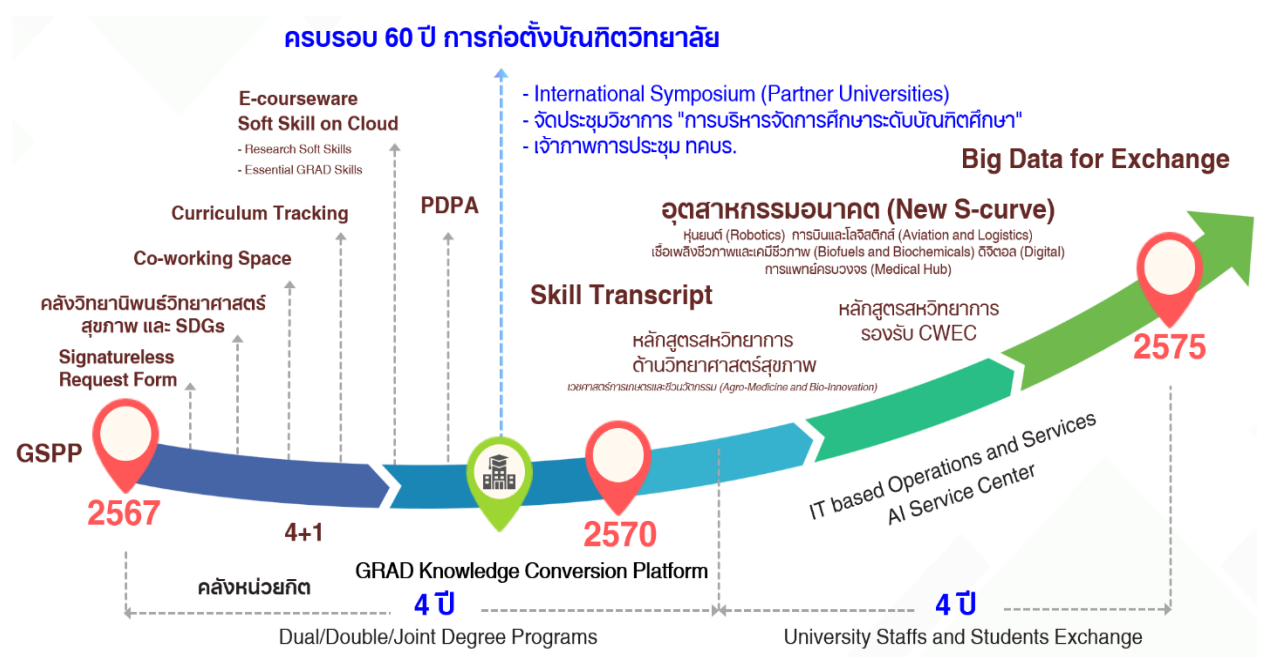 ครบรอบ 60 ปี การก่อตั้งบัณฑิตวิทยาลัย
- International Symposium (Partner Universities)
- จัดประชุมวิชาการ "การบริหารจัดการศึกษาระดับบัณฑิตศึกษา"
- เจ้าภาพการประชุม ทคบร.
E-courseware
Soft Skill on Cloud
- Research Soft Skills
- Essential GRAD Skills
PDPA
Curriculum Tracking
Co-working Space
คลังวิทยานิพนธ์วิทยาศาสตร์
สุขภาพ และ SDGs
Signatureless
Request Form
Big Data for Exchange
อุตสาหกรรมอนาคต (New S-curve)
หุ่นยนต์ (Robotics) การบินและโลจิสติกส์ (Aviation and Logistics)
เชื้อเพลิงชีวภาพและเคมีชีวภาพ (Biofuels and Biochemicals) ดิจิตอล (Digital)
การแพทย์ครบวงจร (Medical Hub)
Skill Transcript
หลักสูตรสหวิทยาการ
ด้านวิทยาศาสตร์สุขภาพ
เวชศาสตร์การเกษตรและชีวนวัตกรรม (Agro-Medicine and Bio-Innovation)
หลักสูตรสหวิทยาการ
รองรับ CWEC
GSPP
2567
2570
2575
4+1
IT based Operations and Services
AI Service Center
คลังหน่วยกิต
GRAD Knowledge Conversion Platform
4 ปี
4 ปี
Dual/Double/Joint Degree Programs
University Staffs and Students Exchange